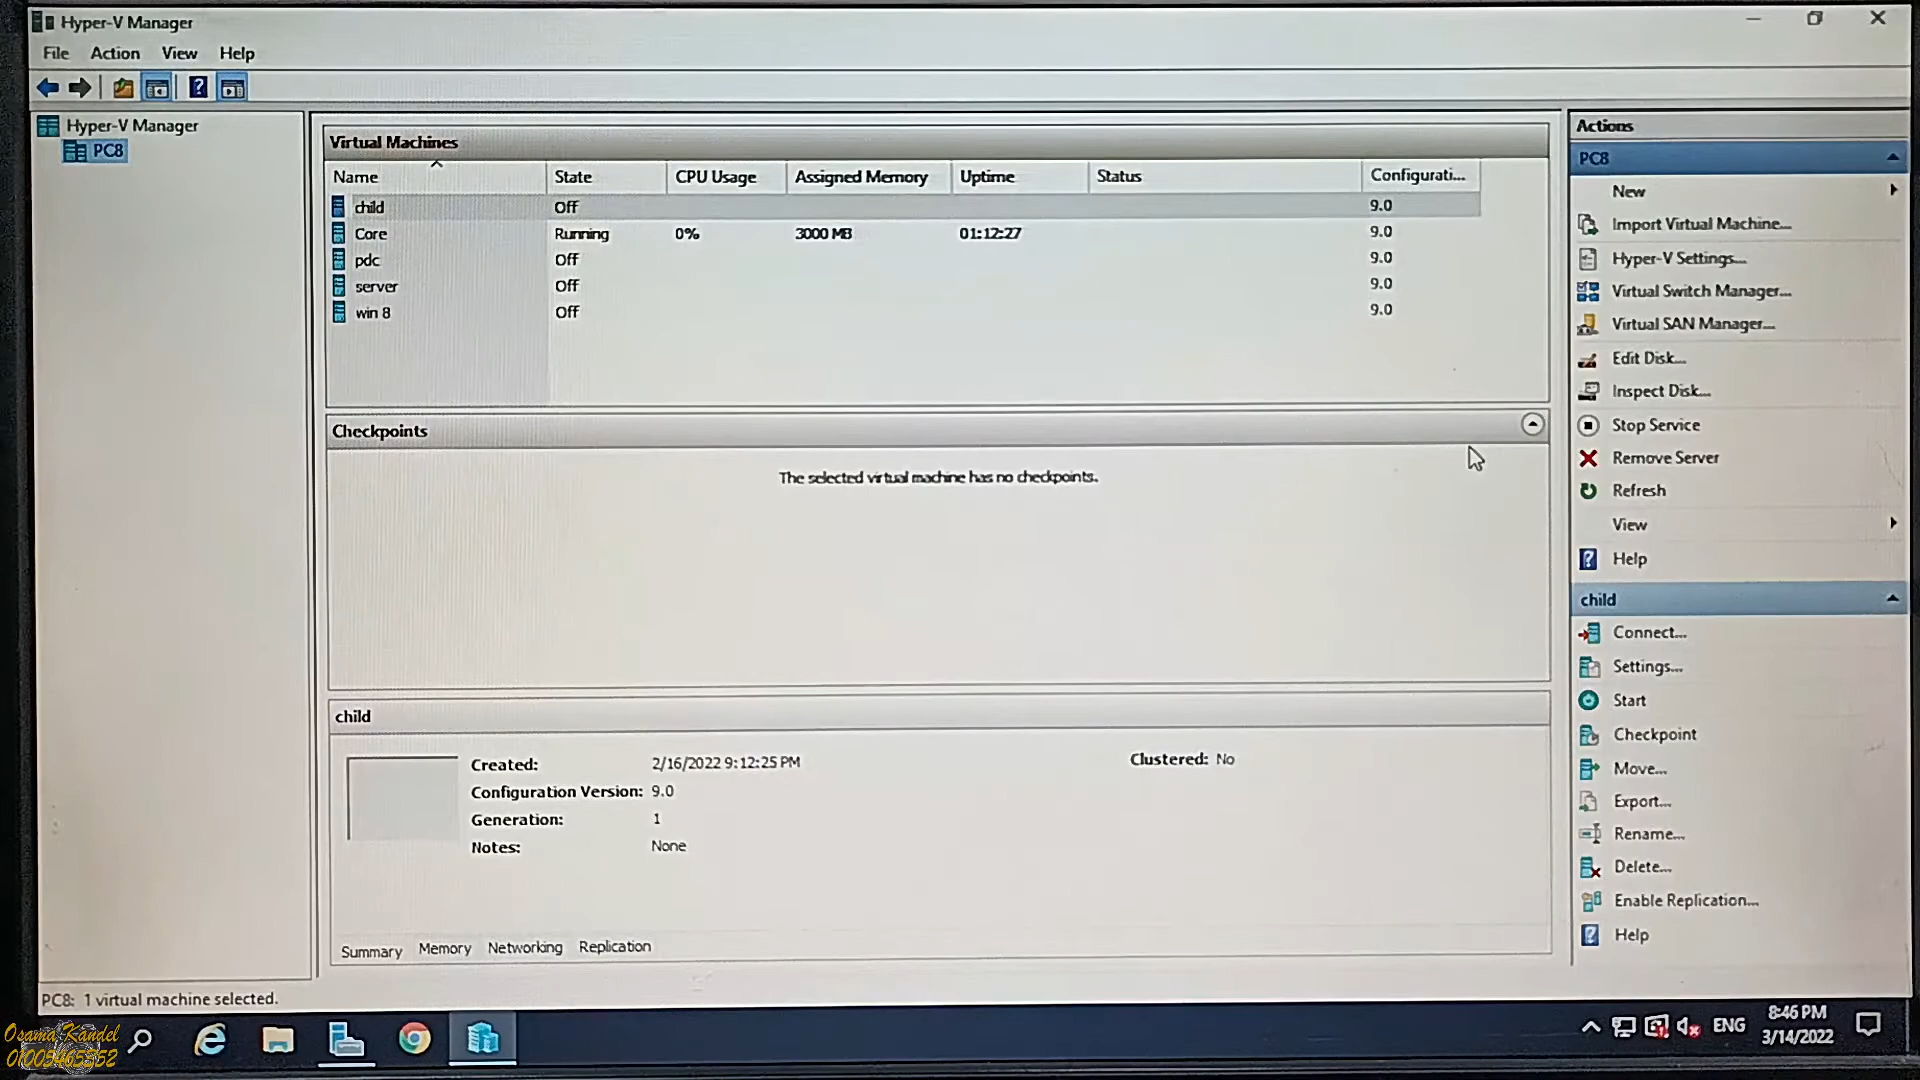 Hyper-V Manager
File Action View Help
Hyper-V Manager
PC8
Virtual Machines
Name State CPU Usage Assigned Memory Uptime Status Configurati...
child Off 9.0
Core Running 0% 3000 MB 01:12:27 9.0
pdc Off 9.0
server Off 9.0
win 8 Off 9.0
Checkpoints
The selected virtual machine has no checkpoints.
child
Created: 2/16/2022 9:12:25 PM Clustered: No
Configuration Version: 9.0
Generation: 1
Notes: None
Summary Memory Networking Replication
Actions
PC8
New
Import Virtual Machine...
Hyper-V Settings...
Virtual Switch Manager...
Virtual SAN Manager...
Edit Disk...
Inspect Disk...
Stop Service
Remove Server
Refresh
View
Help
child
Connect...
Settings...
Start
Checkpoint
Move...
Export...
Rename...
Delete...
Enable Replication...
Help
PC8: 1 virtual machine selected.
Osama Kandel
01005465352
ENG
8:46 PM
3/14/2022